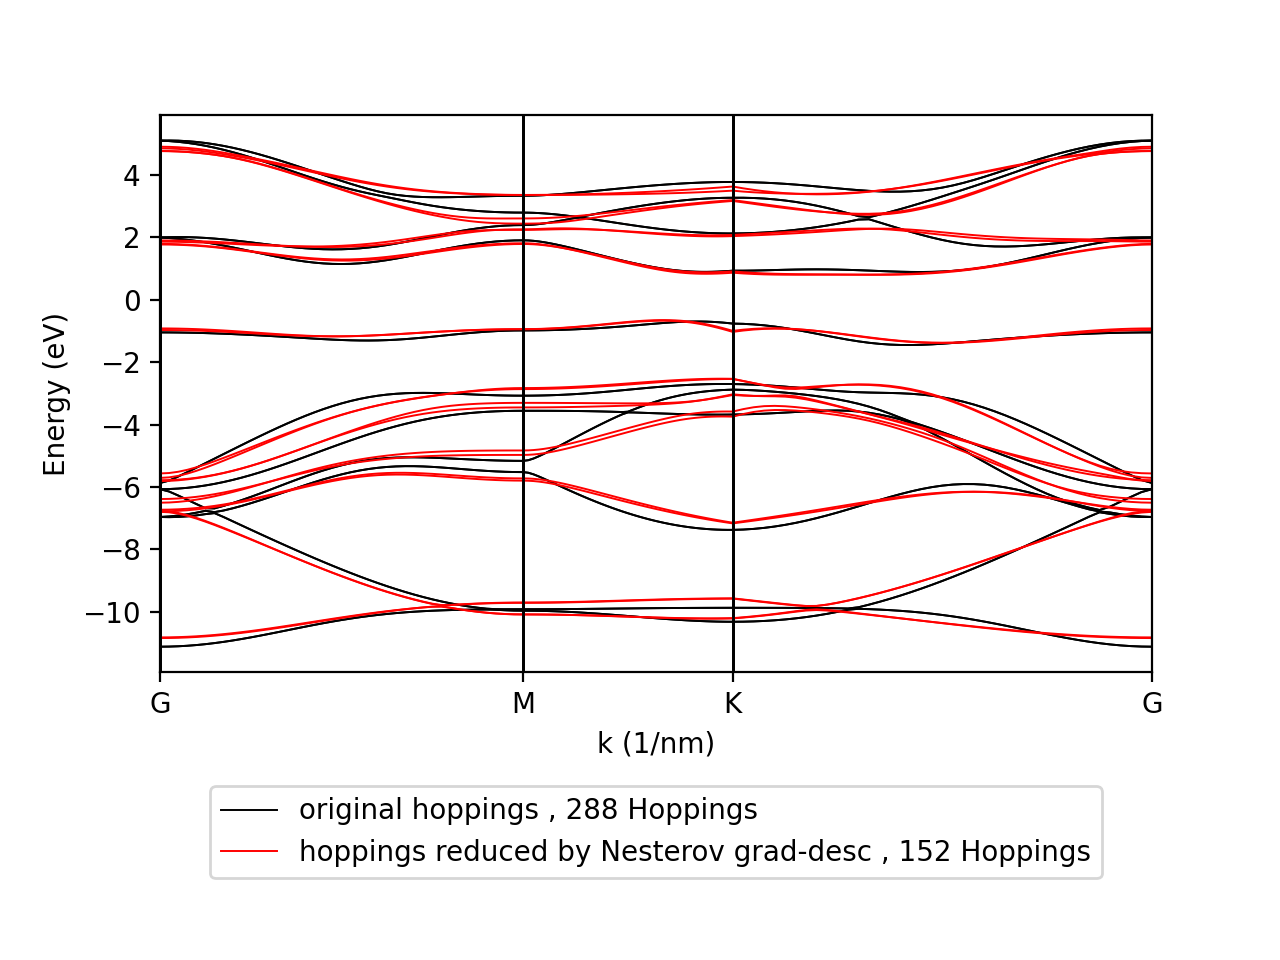 4
2
0
−2
−4
−6
−8
−10
Energy (eV)
G
M
K
G
k (1/nm)
original hoppings , 288 Hoppings
hoppings reduced by Nesterov grad-desc , 152 Hoppings